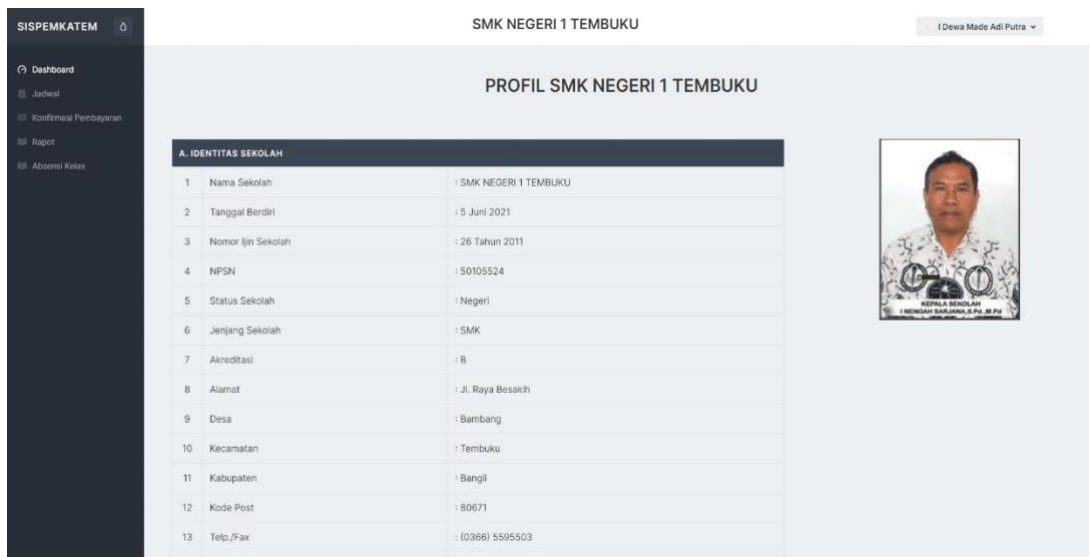 SISPEMKATEM
SMK NEGERI 1 TEMBUKU
I Dewa Made Adi Putra
Dashboard
Jadwal
Konfirmasi Pembayaran
Rapot
Absensi Kelas
PROFIL SMK NEGERI 1 TEMBUKU
A. IDENTITAS SEKOLAH
1 Nama Sekolah : SMK NEGERI 1 TEMBUKU
2 Tanggal Berdiri : 5 Juni 2021
3 Nomor Ijin Sekolah : 26 Tahun 2011
4 NPSN : 50105524
5 Status Sekolah : Negeri
6 Jenjang Sekolah : SMK
7 Akreditasi : B
8 Alamat : Jl. Raya Besakih
9 Desa : Bambang
10 Kecamatan : Tembuku
11 Kabupaten : Bangli
12 Kode Post : 80671
13 Telp./Fax : (0366) 5595503
KEPALA SEKOLAH
I NENGAH SARJANA,S.Pd.,M.Pd